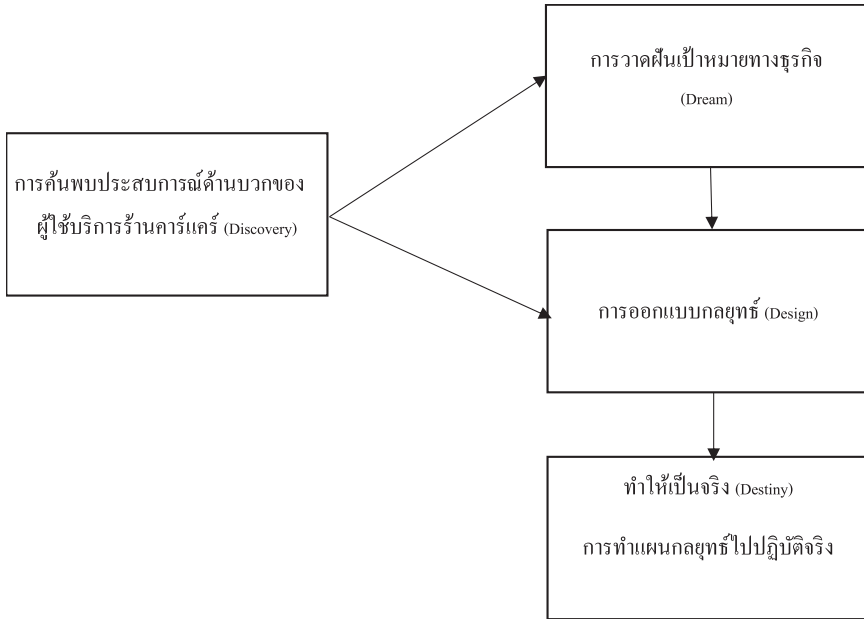 การค้นพบประสบการณ์ด้านบวกของ
ผู้ใช้บริการร้านคาร์แคร์ (Discovery)
การวาดฝันเป้าหมายทางธุรกิจ
(Dream)
การออกแบบกลยุทธ์ (Design)
ทำให้เป็นจริง (Destiny)
การทำแผนกลยุทธ์ไปปฏิบัติจริง